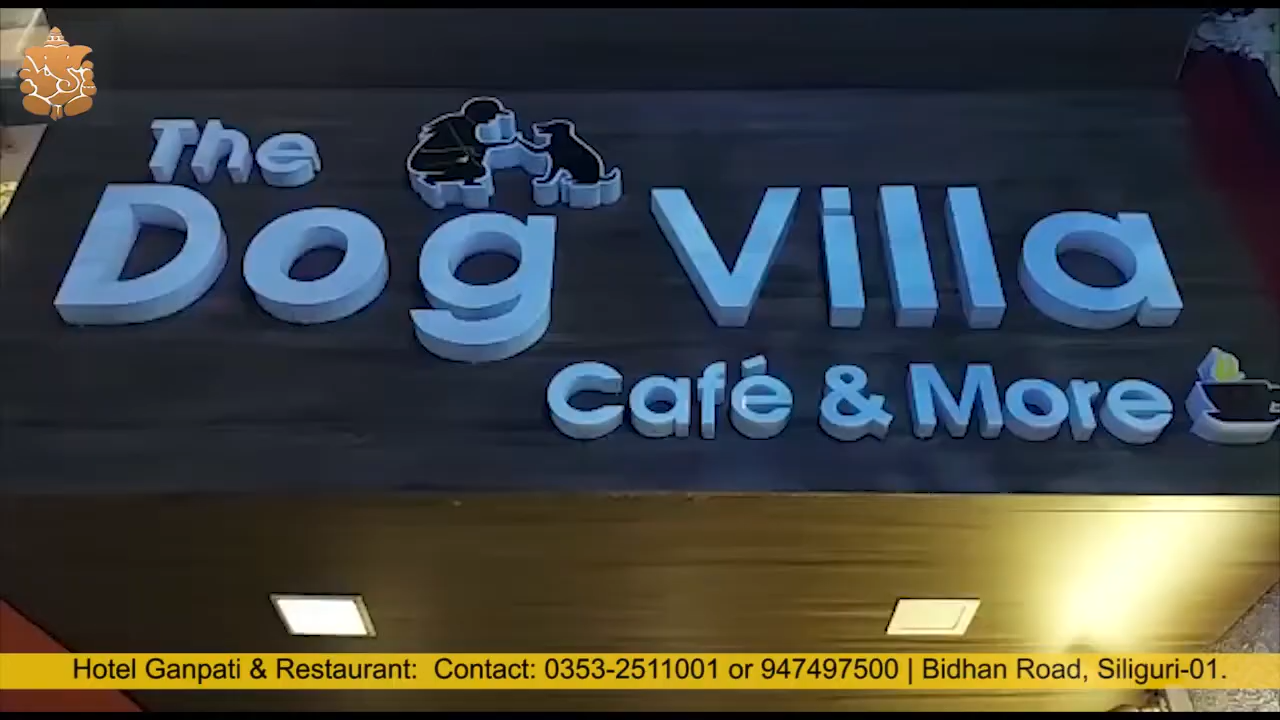 The
Dog Villa
Café & More
Hotel Ganpati & Restaurant: Contact: 0353-2511001 or 947497500 | Bidhan Road, Siliguri-01.